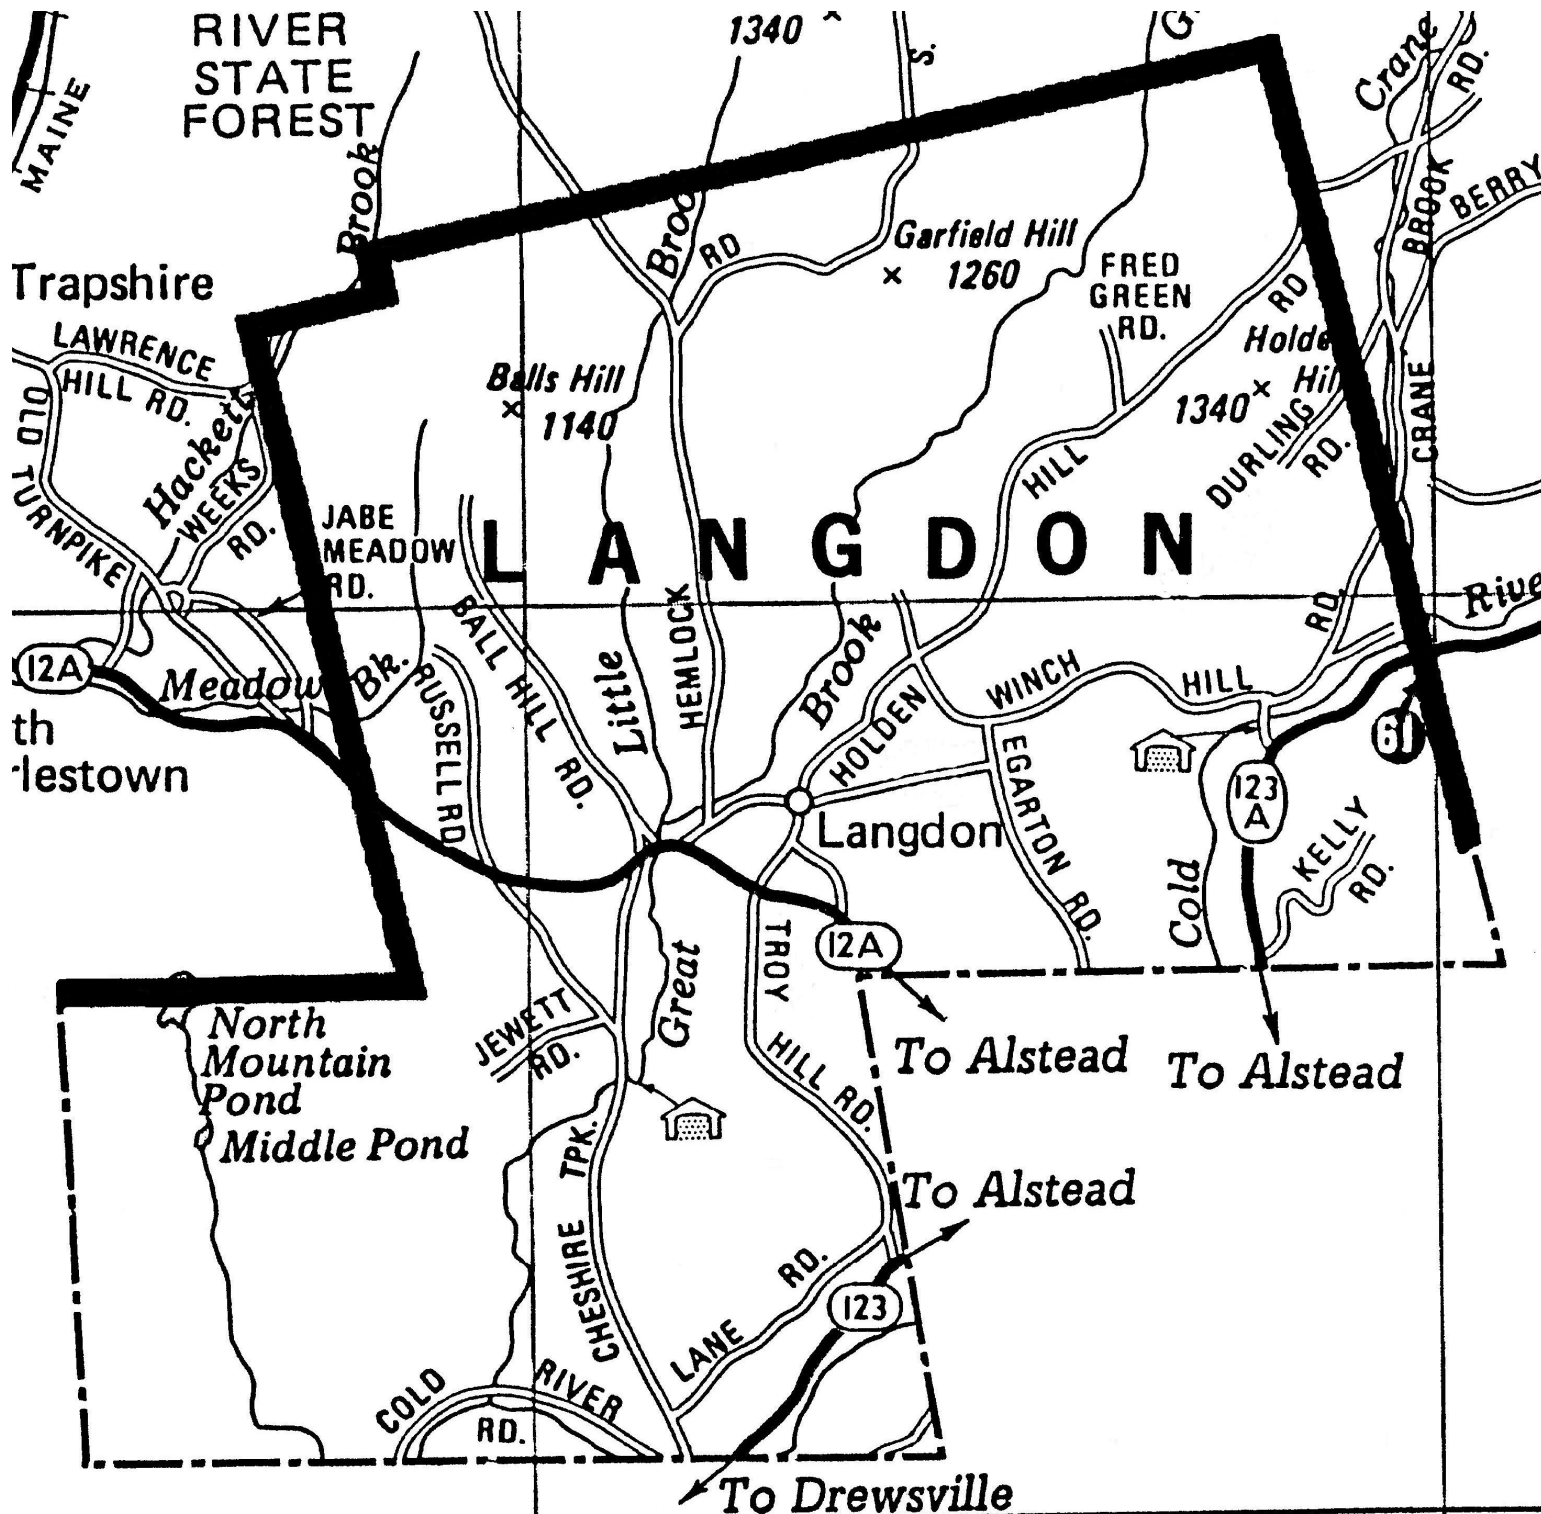 RIVER
STATE
FOREST
MAINE
1340
S.
G
Crane
RD.
Brook
Brook
RD
Garfield Hill
1260
FRED
GREEN
RD.
RD
BROOK
BERRY
Trapshire
LAWRENCE
HILL RD.
OLD TURNPIKE
Hackett
WEEKS
RD.
Balls Hill
1140
Holde
Hil
1340
DURLING
RD.
CRANE
HILL
JABE
MEADOW
RD.
LANGDON
BALL HILL RD.
HEMLOCK
Little
Brook
HOLDEN
WINCH
HILL
RD.
Rive
12A
Meadow Bk.
RUSSELL RD
th
rlestown
EGARTON RD.
61
123
A
KELLY
RD.
Cold
Langdon
12A
TROY
HILL RD.
Great
North
Mountain
Pond
Middle Pond
JEWETT
RD.
To Alstead
To Alstead
CHESHIRE TPK.
To Alstead
123
LANE
RD.
COLD
RIVER
RD.
To Drewsville